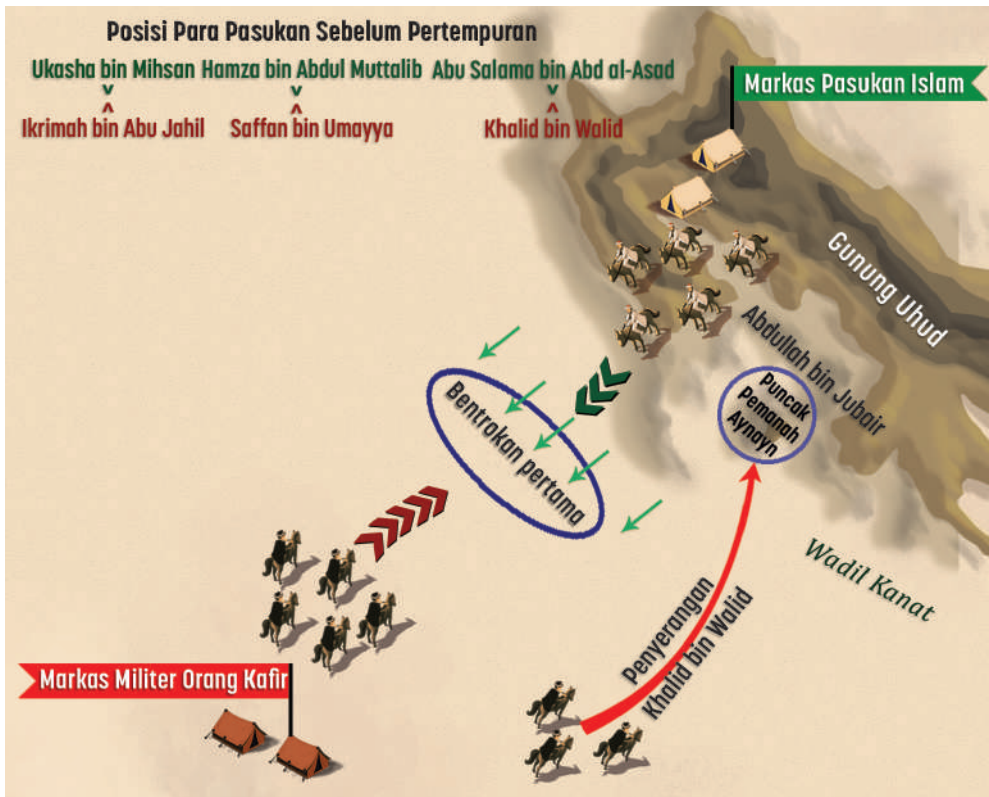 Posisi Para Pasukan Sebelum Pertempuran
Ukasha bin Mihsan Hamza bin Abdul Muttalib Abu Salama bin Abd al-Asad
Ikrimah bin Abu Jahil Saffan bin Umayya Khalid bin Walid
Markas Pasukan Islam
Gunung Uhud
Abdullah bin Jubair
Puncak
Pemanah
Aynayn
Bentrokan pertama
Wadil Kanat
Penyerangan
Khalid bin Walid
Markas Militer Orang Kafir